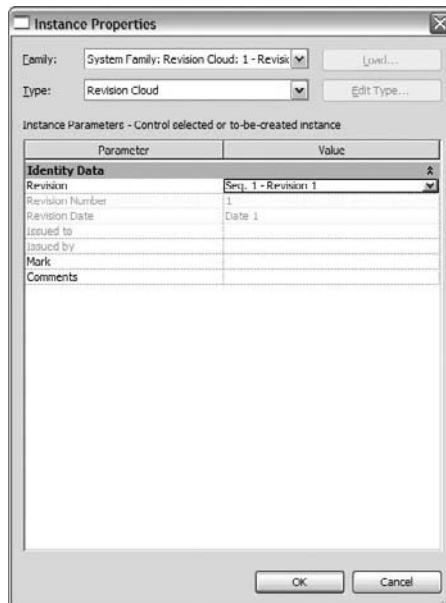 Instance Properties
Family: System Family: Revision Cloud: 1 - Revisi Load...
Type: Revision Cloud Edit Type...
Instance Parameters - Control selected or to-be-created instance
Parameter Value
Identity Data
Revision Seq. 1 - Revision 1
Revision Number 1
Revision Date Date 1
Issued to
Issued by
Mark
Comments
OK Cancel